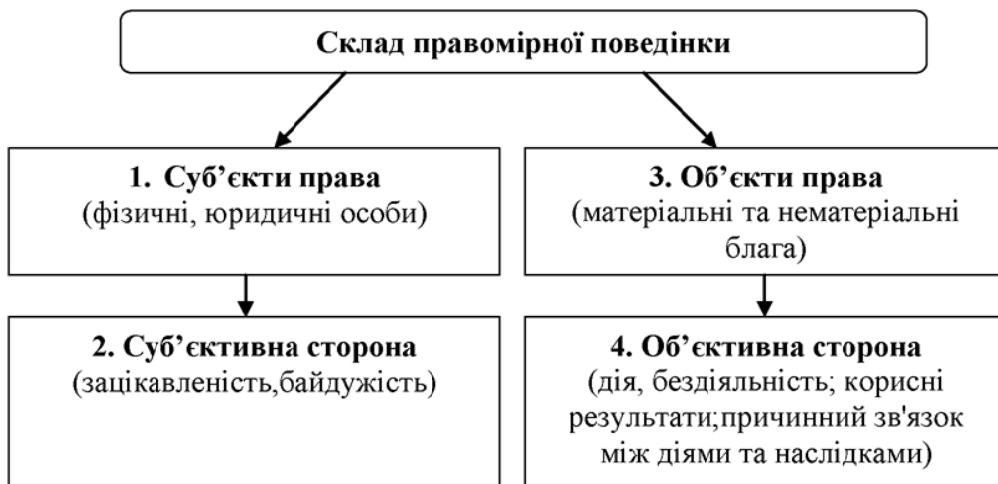 Склад правомірної поведінки
1. Суб’єкти права
(фізичні, юридичні особи)
2. Суб’єктивна сторона
(зацікавленість,байдужість)
3. Об’єкти права
(матеріальні та нематеріальні
блага)
4. Об’єктивна сторона
(дія, бездіяльність; корисні
результати;причинний зв'язок
між діями та наслідками)